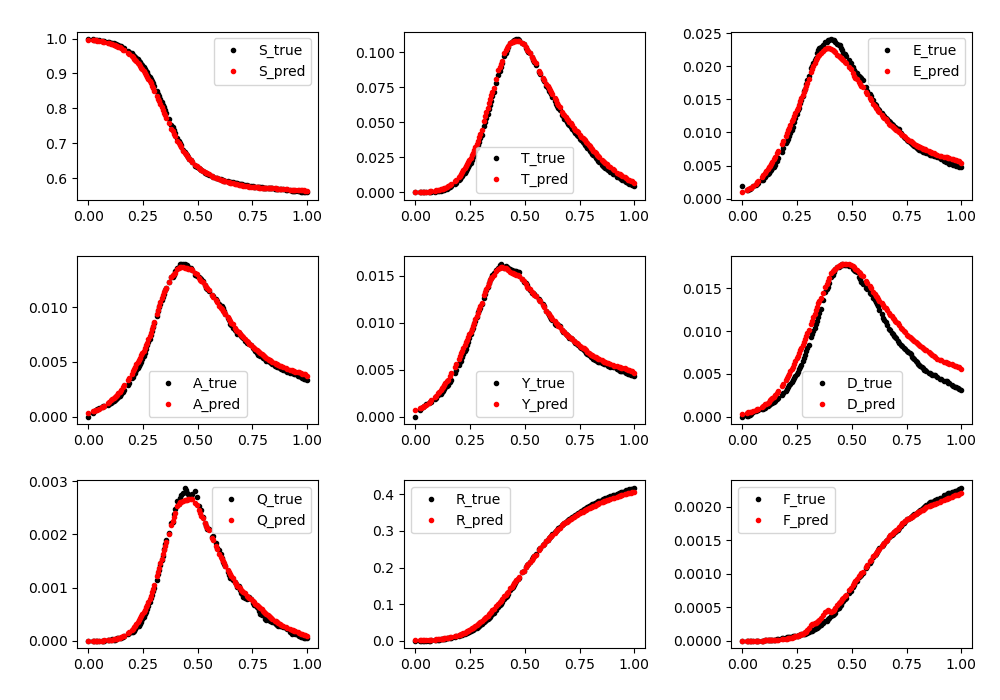 1.0
0.9
0.8
0.7
0.6
S_true
S_pred
0.00 0.25 0.50 0.75 1.00
0.100
0.075
0.050
0.025
0.000
T_true
T_pred
0.00 0.25 0.50 0.75 1.00
0.025
0.020
0.015
0.010
0.005
0.000
E_true
E_pred
0.00 0.25 0.50 0.75 1.00
0.010
0.005
0.000
A_true
A_pred
0.00 0.25 0.50 0.75 1.00
0.015
0.010
0.005
0.000
Y_true
Y_pred
0.00 0.25 0.50 0.75 1.00
0.015
0.010
0.005
0.000
D_true
D_pred
0.00 0.25 0.50 0.75 1.00
0.003
0.002
0.001
0.000
Q_true
Q_pred
0.00 0.25 0.50 0.75 1.00
0.4
0.3
0.2
0.1
0.0
R_true
R_pred
0.00 0.25 0.50 0.75 1.00
0.0020
0.0015
0.0010
0.0005
0.0000
F_true
F_pred
0.00 0.25 0.50 0.75 1.00